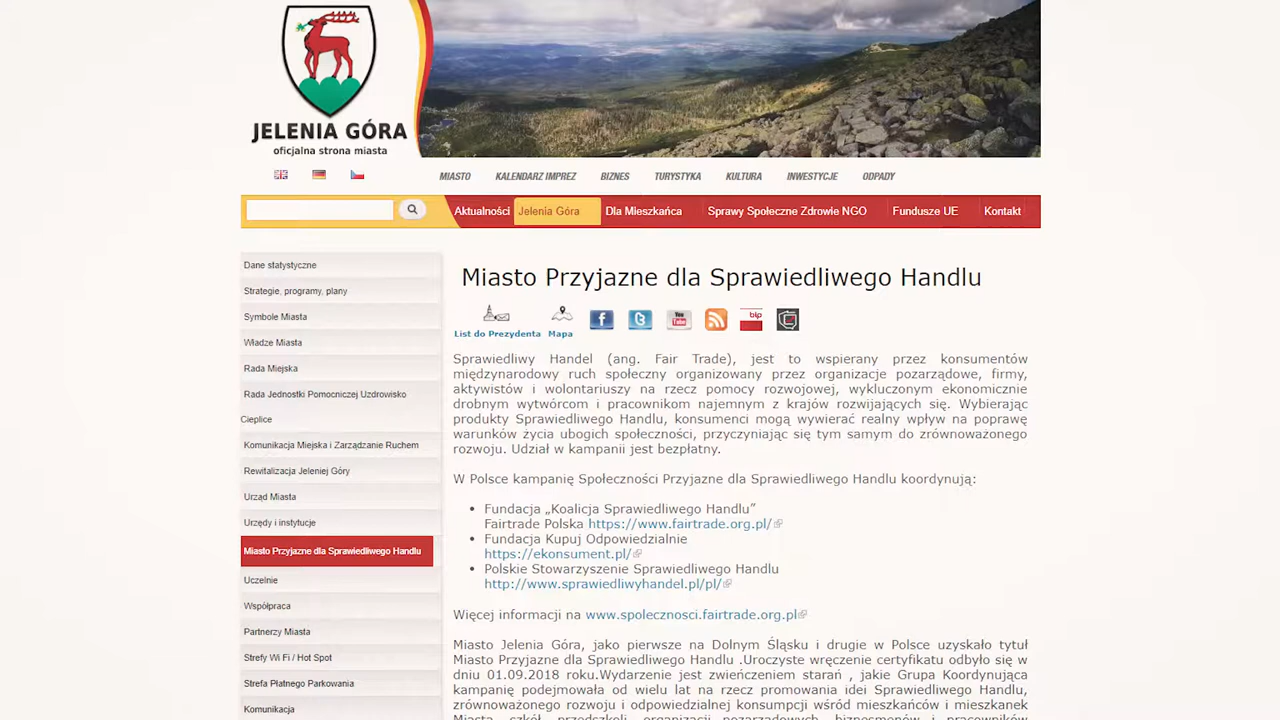 JELENIA GÓRA
oficjalna strona miasta
MIASTO KALENDARZ IMPREZ BIZNES TURYSTYKA KULTURA INWESTYCJE ODPADY
Aktualności Jelenia Góra Dla Mieszkańca Sprawy Społeczne Zdrowie NGO Fundusze UE Kontakt
Dane statystyczne
Strategie, programy, plany
Symbole Miasta
Władze Miasta
Rada Miejska
Rada Jednostki Pomocniczej Uzdrowisko
Cieplice
Komunikacja Miejska i Zarządzanie Ruchem
Rewitalizacja Jeleniej Góry
Urząd Miasta
Urzędy i instytucje
Miasto Przyjazne dla Sprawiedliwego Handlu
Uczelnie
Współpraca
Partnerzy Miasta
Strefy Wi Fi / Hot Spot
Strefa Płatnego Parkowania
Komunikacja
Miasto Przyjazne dla Sprawiedliwego Handlu
List do Prezydenta Mapa You Tube bip
Sprawiedliwy Handel (ang. Fair Trade), jest to wspierany przez konsumentów
międzynarodowy ruch społeczny organizowany przez organizacje pozarządowe, firmy,
aktywistów i wolontariuszy na rzecz pomocy rozwojowej, wykluczonym ekonomicznie
drobnym wytwórcom i pracownikom najemnym z krajów rozwijających się. Wybierając
produkty Sprawiedliwego Handlu, konsumenci mogą wywierać realny wpływ na poprawę
warunków życia ubogich społeczności, przyczyniając się tym samym do zrównoważonego
rozwoju. Udział w kampanii jest bezpłatny.
W Polsce kampanię Społeczności Przyjazne dla Sprawiedliwego Handlu koordynują:
• Fundacja „Koalicja Sprawiedliwego Handlu”
Fairtrade Polska https://www.fairtrade.org.pl/
• Fundacja Kupuj Odpowiedzialnie
https://ekonsument.pl/
• Polskie Stowarzyszenie Sprawiedliwego Handlu
http://www.sprawiedliwyhandel.pl/pl/
Więcej informacji na www.spolecznosci.fairtrade.org.pl
Miasto Jelenia Góra, jako pierwsze na Dolnym Śląsku i drugie w Polsce uzyskało tytuł
Miasto Przyjazne dla Sprawiedliwego Handlu .Uroczyste wręczenie certyfikatu odbyło się w
dniu 01.09.2018 roku.Wydarzenie jest zwieńczeniem starań , jakie Grupa Koordynująca
kampanię podejmowała od wielu lat na rzecz promowania idei Sprawiedliwego Handlu,
zrównoważonego rozwoju i odpowiedzialnej konsumpcji wśród mieszkańców i mieszkanek
Miasta, szkół, przedszkoli, organizacji pozarządowych, biznesmenów i pracowników